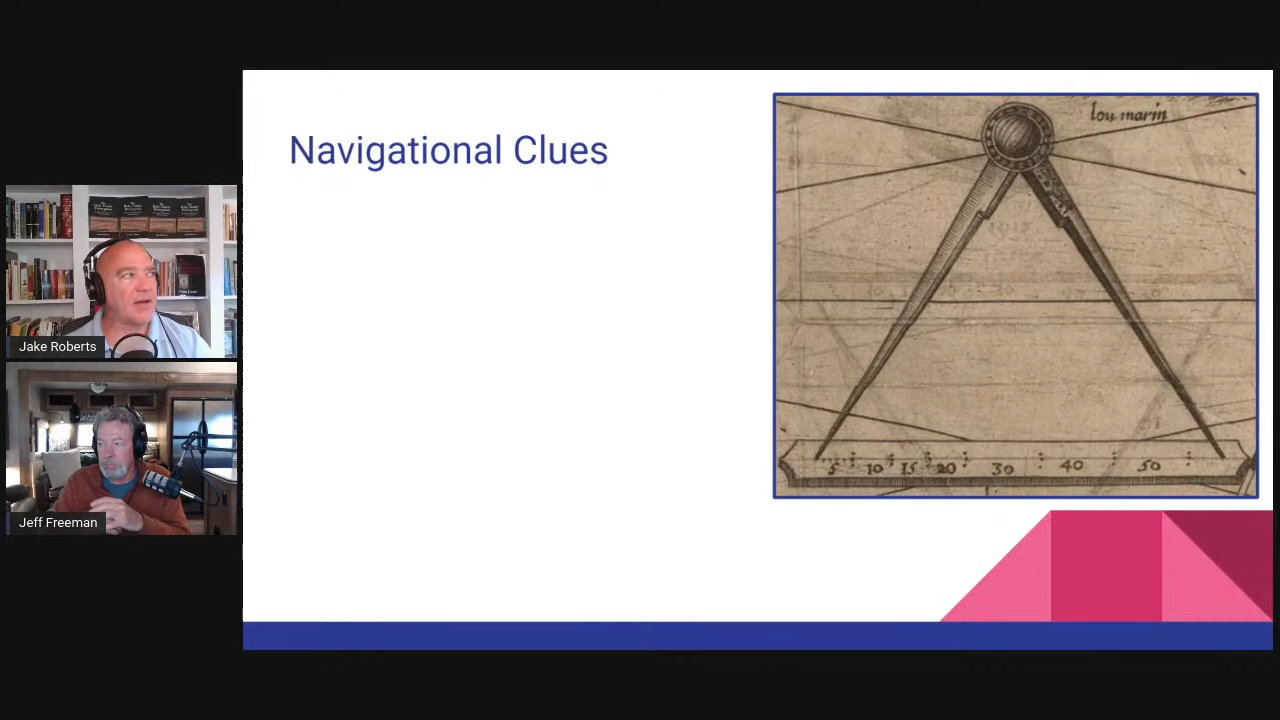 Navigational Clues
lou marin
5 10 15 20 30 40 50
Jake Roberts
Jeff Freeman